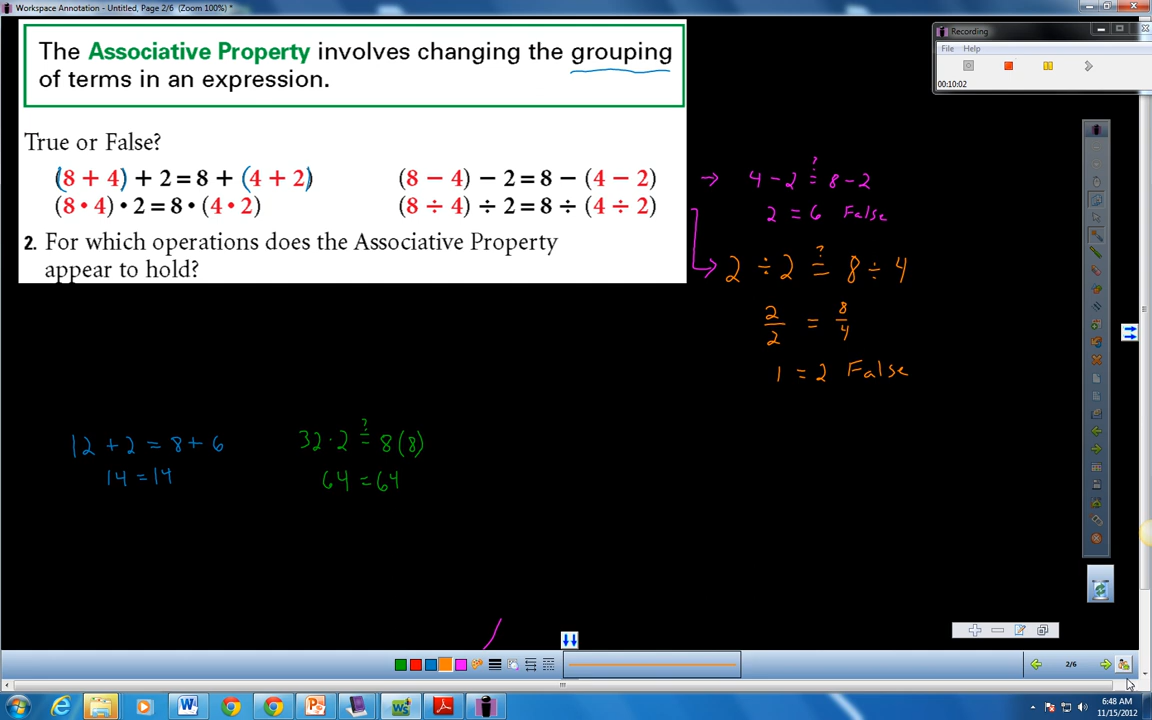 Workspace Annotation - Untitled, Page 2/6 (Zoom 100%) *
The Associative Property involves changing the grouping
of terms in an expression.
Recording
File Help
00:10:02
True or False?
(8 + 4) + 2 = 8 + (4 + 2)
(8 - 4) - 2 = 8 - (4 - 2)
(8 • 4) • 2 = 8 • (4 • 2)
(8 ÷ 4) ÷ 2 = 8 ÷ (4 ÷ 2)
2. For which operations does the Associative Property
appear to hold?
→ 4 - 2 ≟ 8 - 2
2 = 6 False
2 ÷ 2 ≟ 8 ÷ 4
2/2 = 8/4
1 = 2 False
12 + 2 = 8 + 6
14 = 14
32 · 2 ≟ 8(8)
64 = 64
2/6
6:48 AM
11/15/2012